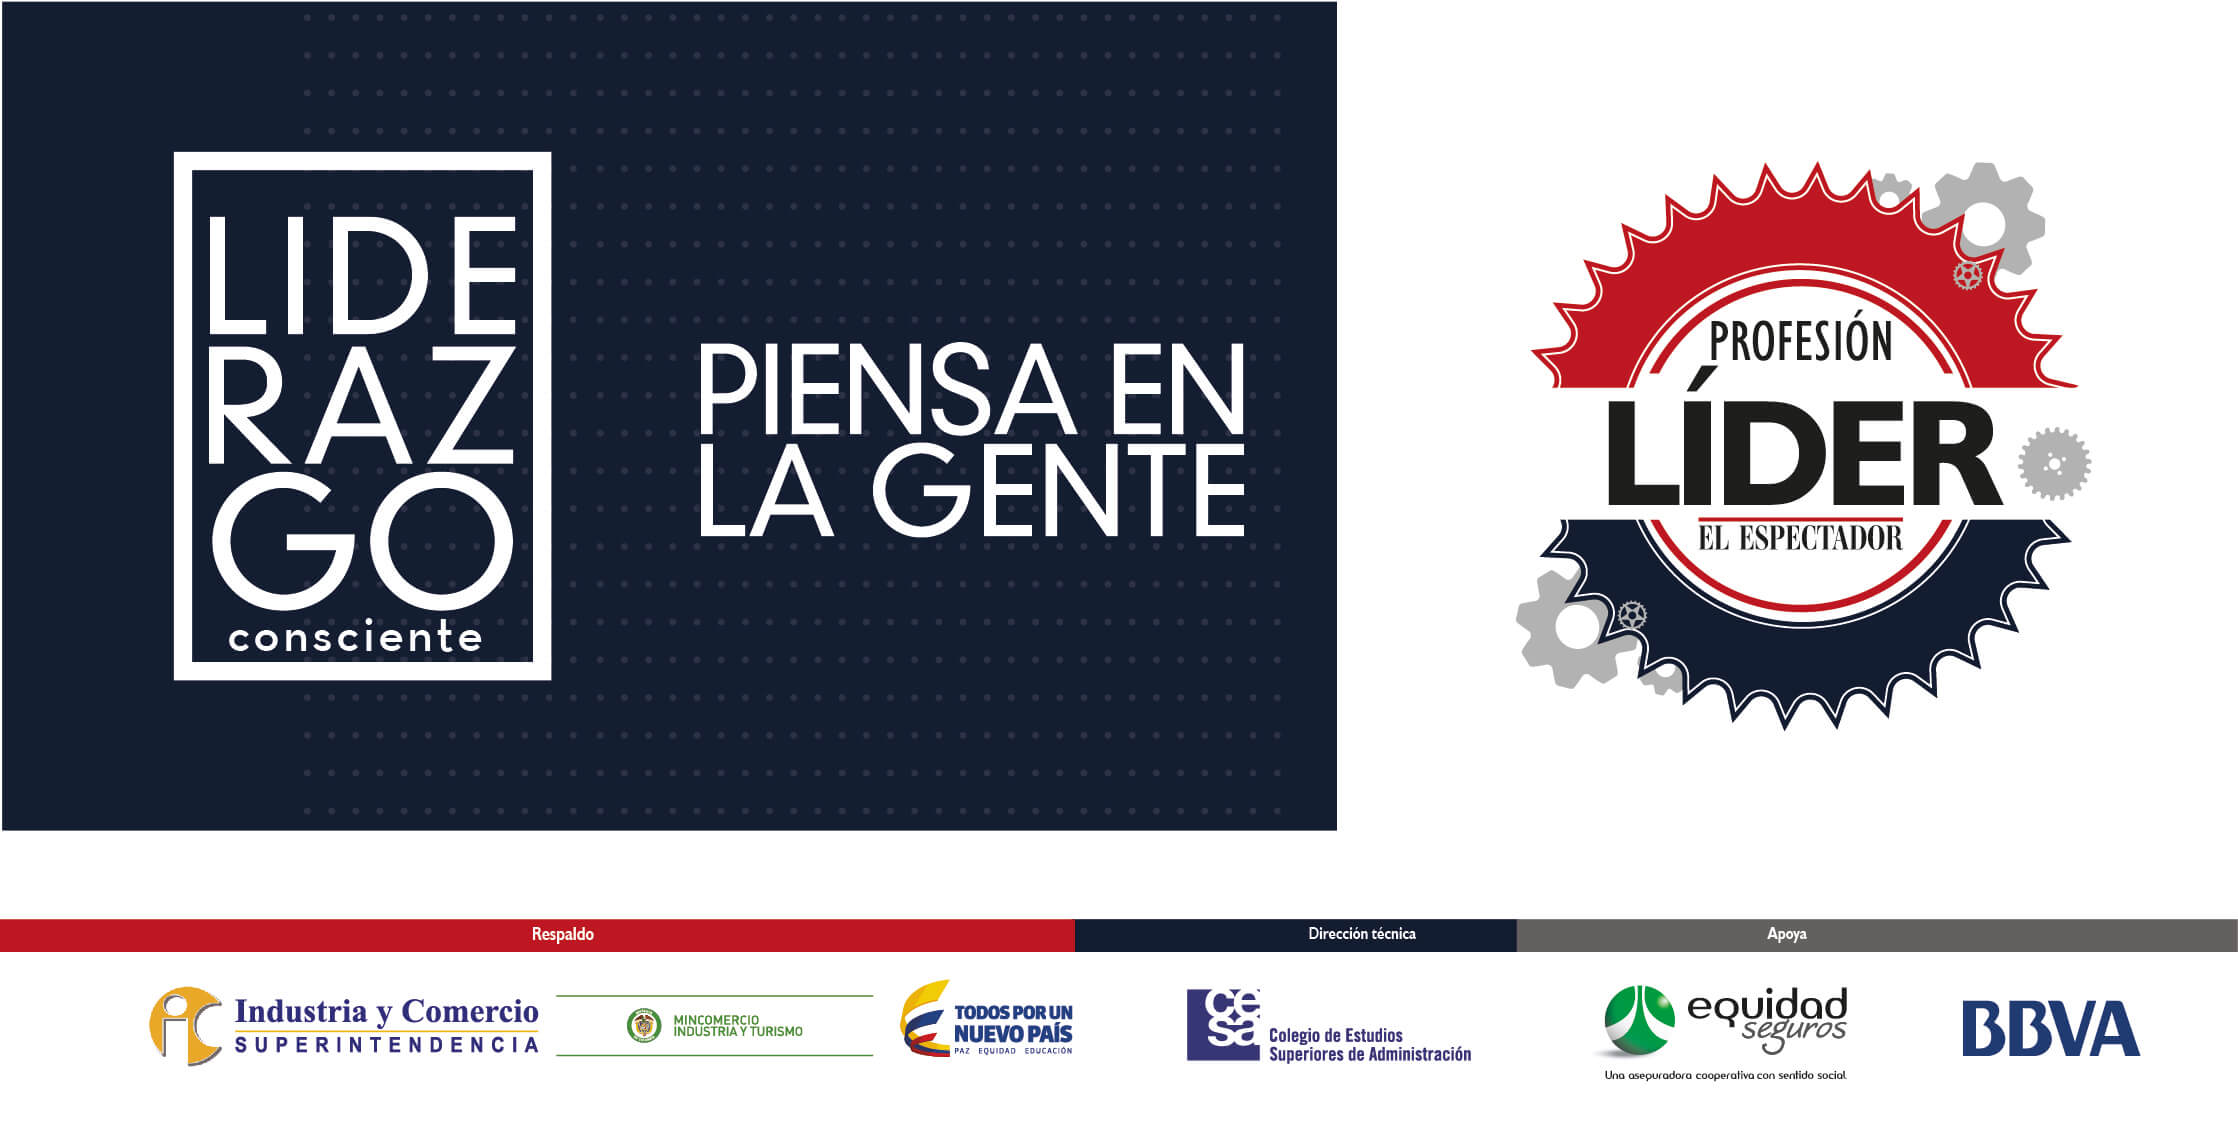 LIDE
RAZ
GO
consciente
PIENSA EN
LA GENTE
PROFESIÓN
LÍDER
EL ESPECTADOR
Respaldo
Dirección técnica
Apoya
Industria y Comercio
SUPERINTENDENCIA
MINCOMERCIO
INDUSTRIA Y TURISMO
TODOS POR UN
NUEVO PAÍS
PAZ EQUIDAD EDUCACIÓN
ce
sa
Colegio de Estudios
Superiores de Administración
equidad
seguros
Una aseguradora cooperativa con sentido social
BBVA